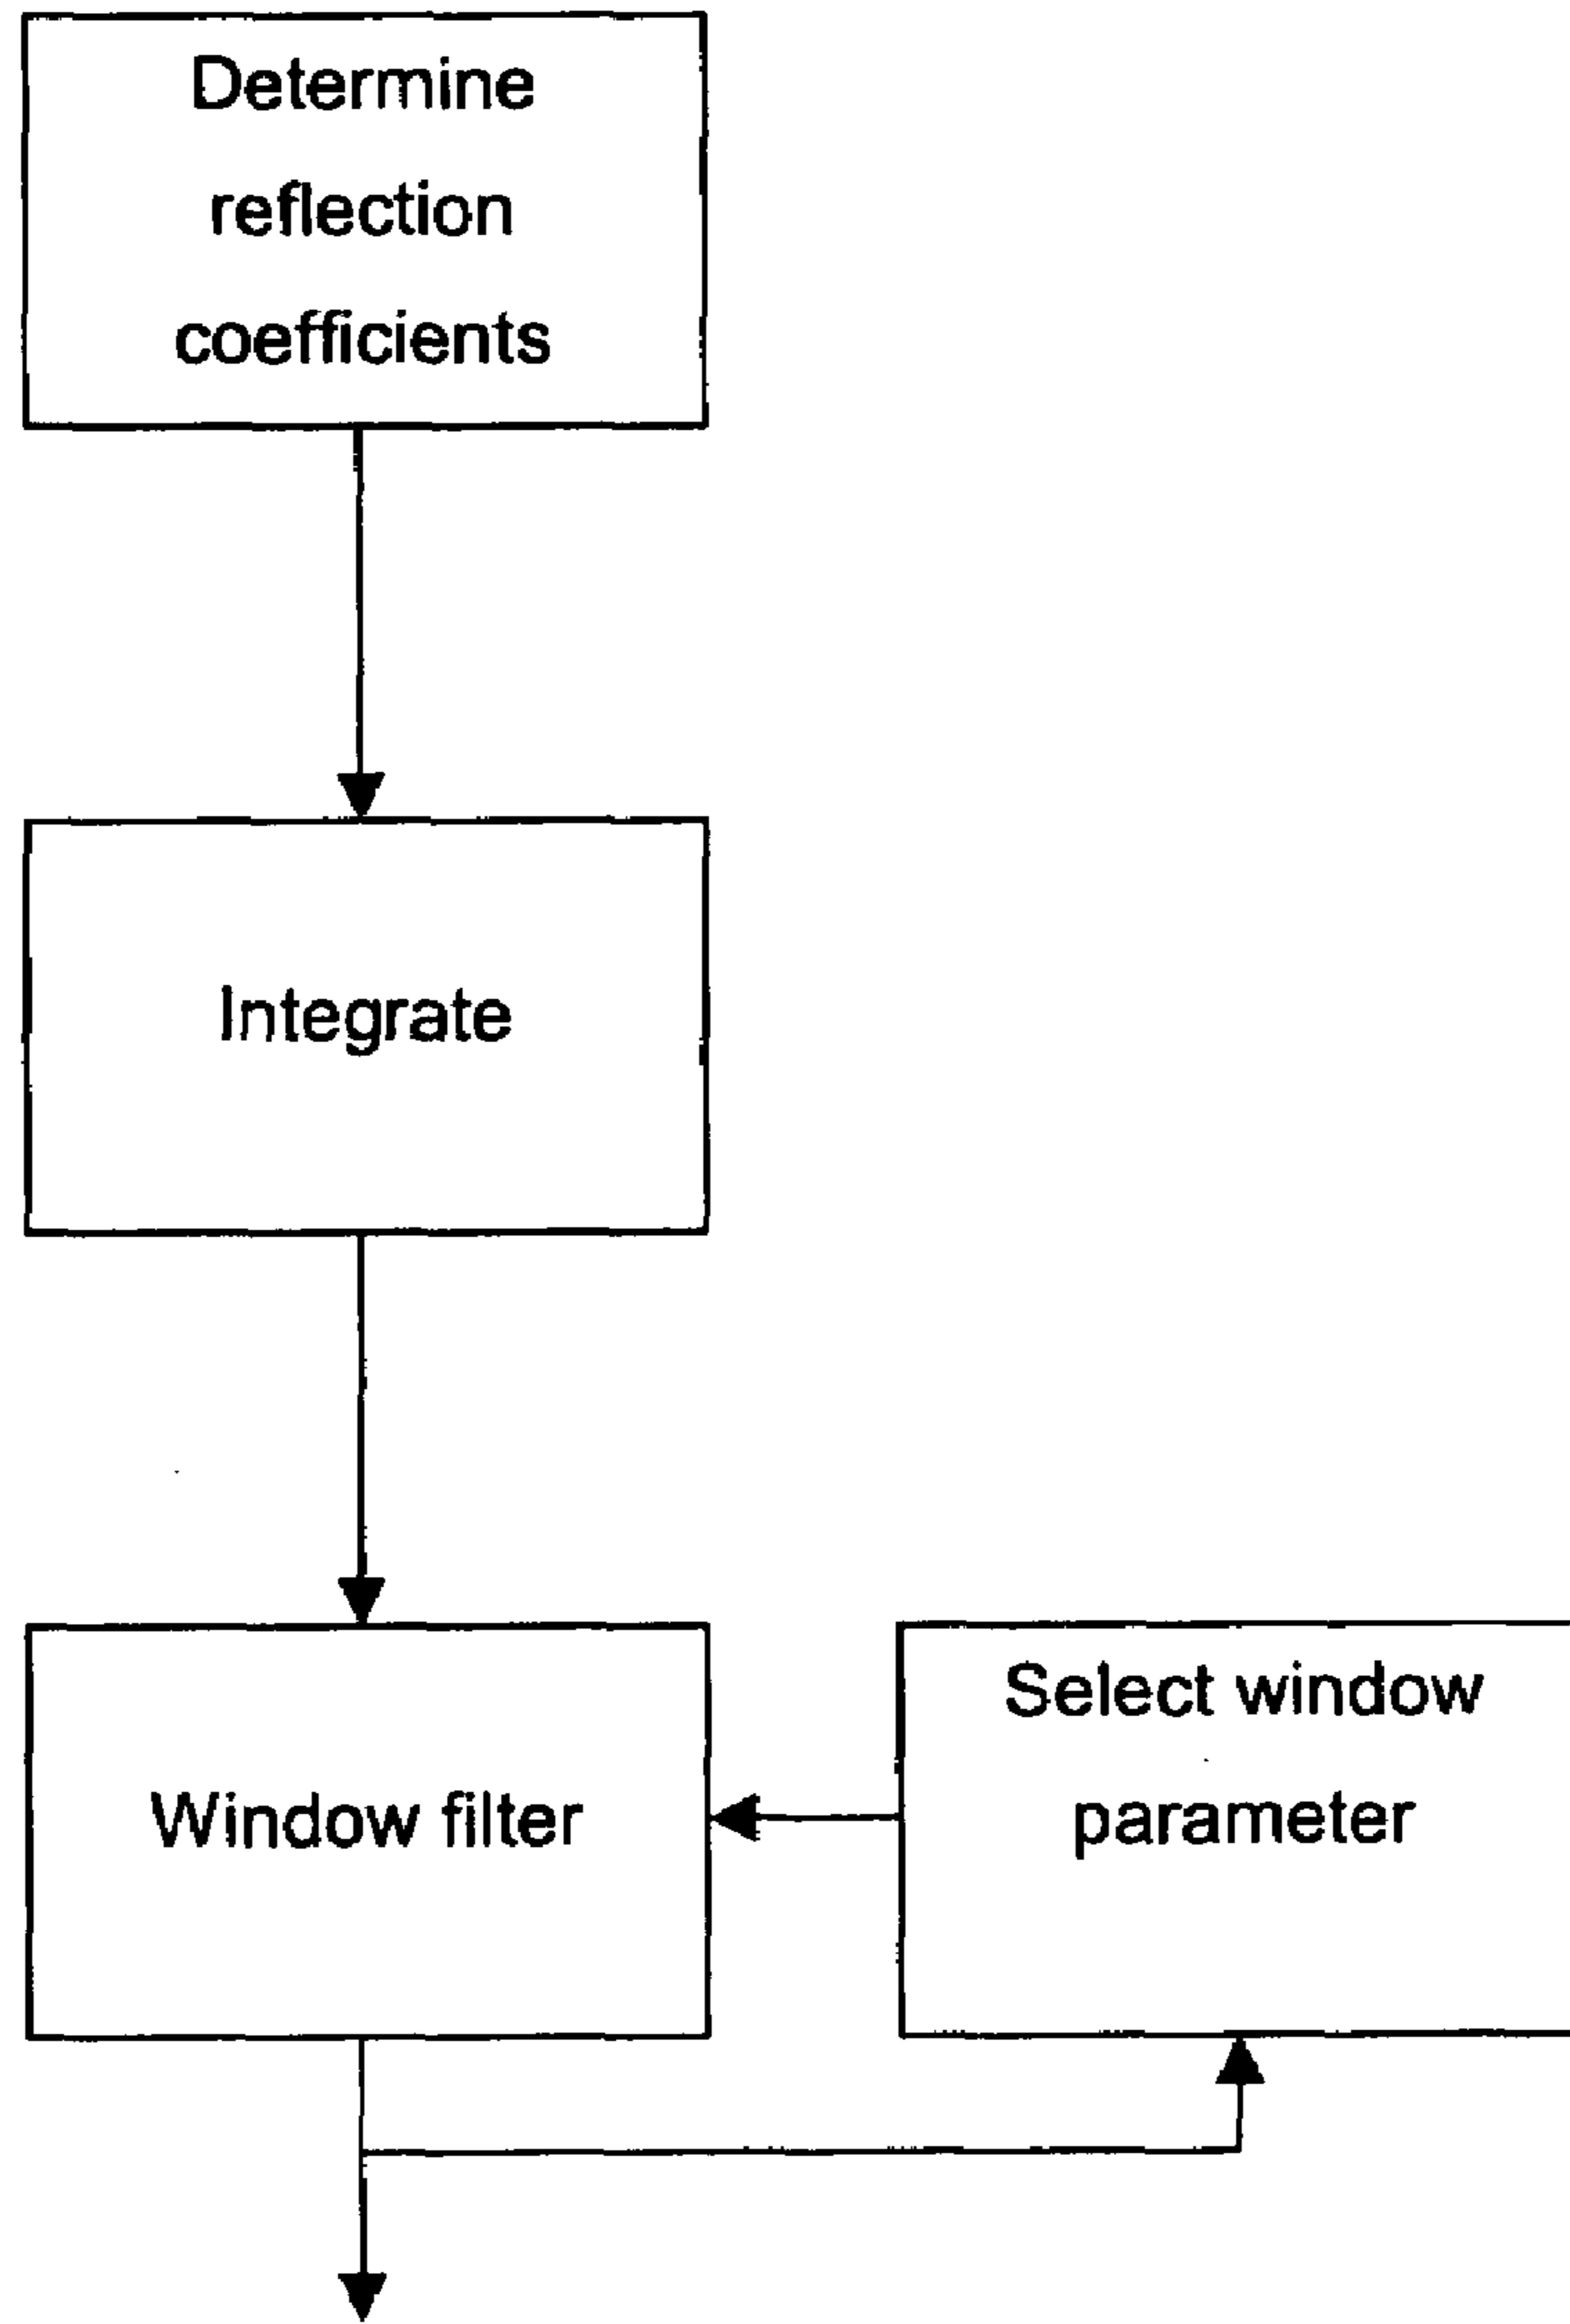 Determine
reflection
coefficients
Integrate
Window filter
Select window
parameter